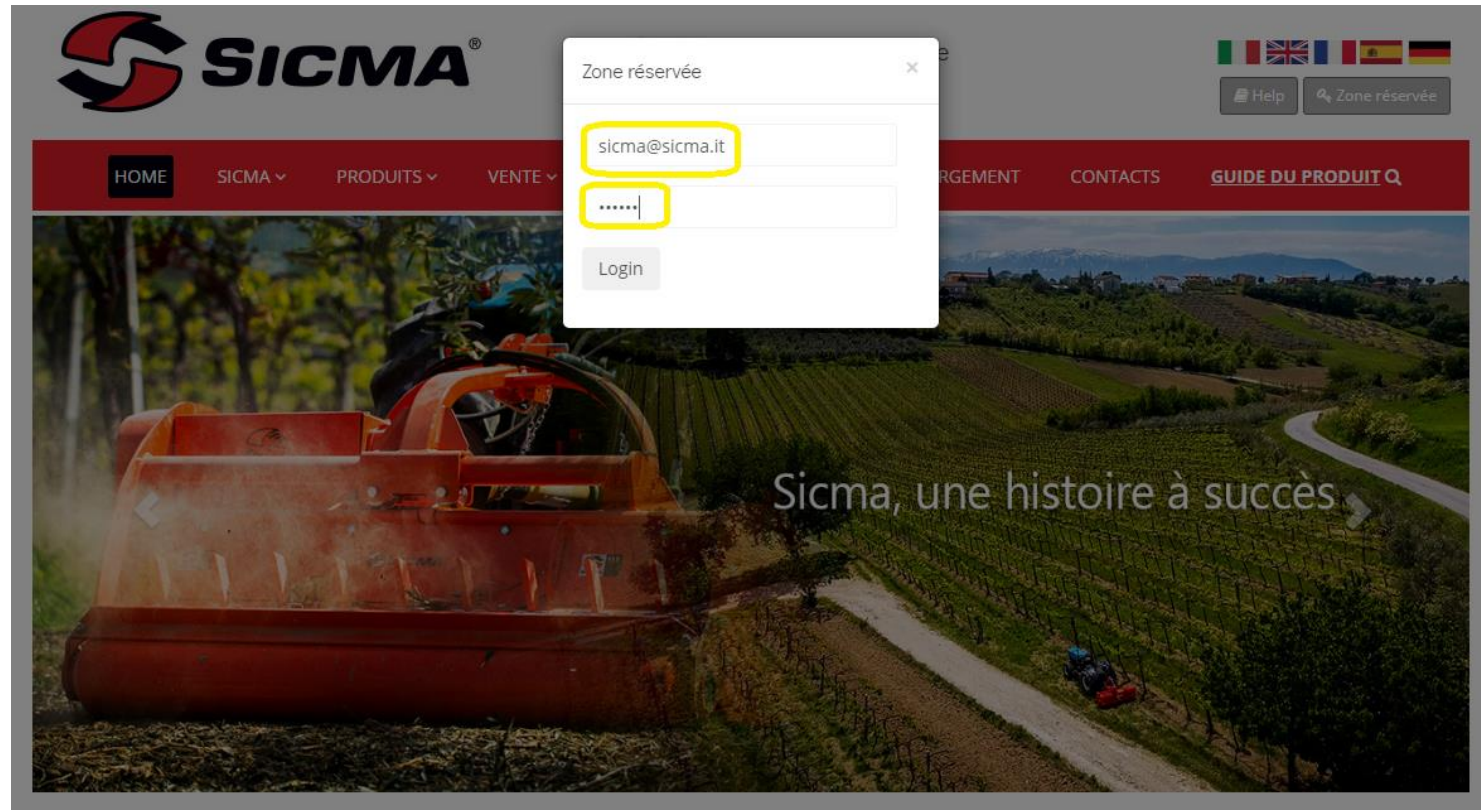 SICMA®
Zone réservée ×
e
Help
Zone réservée
sicma@sicma.it
HOME SICMA PRODUITS VENTE RGEMENT CONTACTS GUIDE DU PRODUIT
••••••
Login
Sicma, une histoire à succès